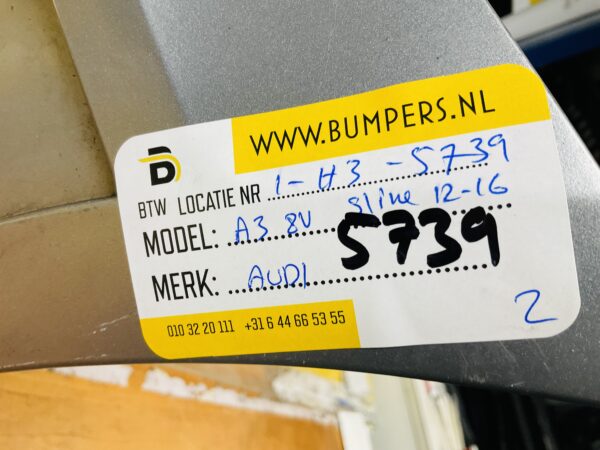 WWW.BUMPERS.NL
BTW LOCATIE NR 1-H3-5739
MODEL: A3 8V sline 12-16
5739
MERK: AUDI
2
010 32 20 111 +31 6 44 66 53 55